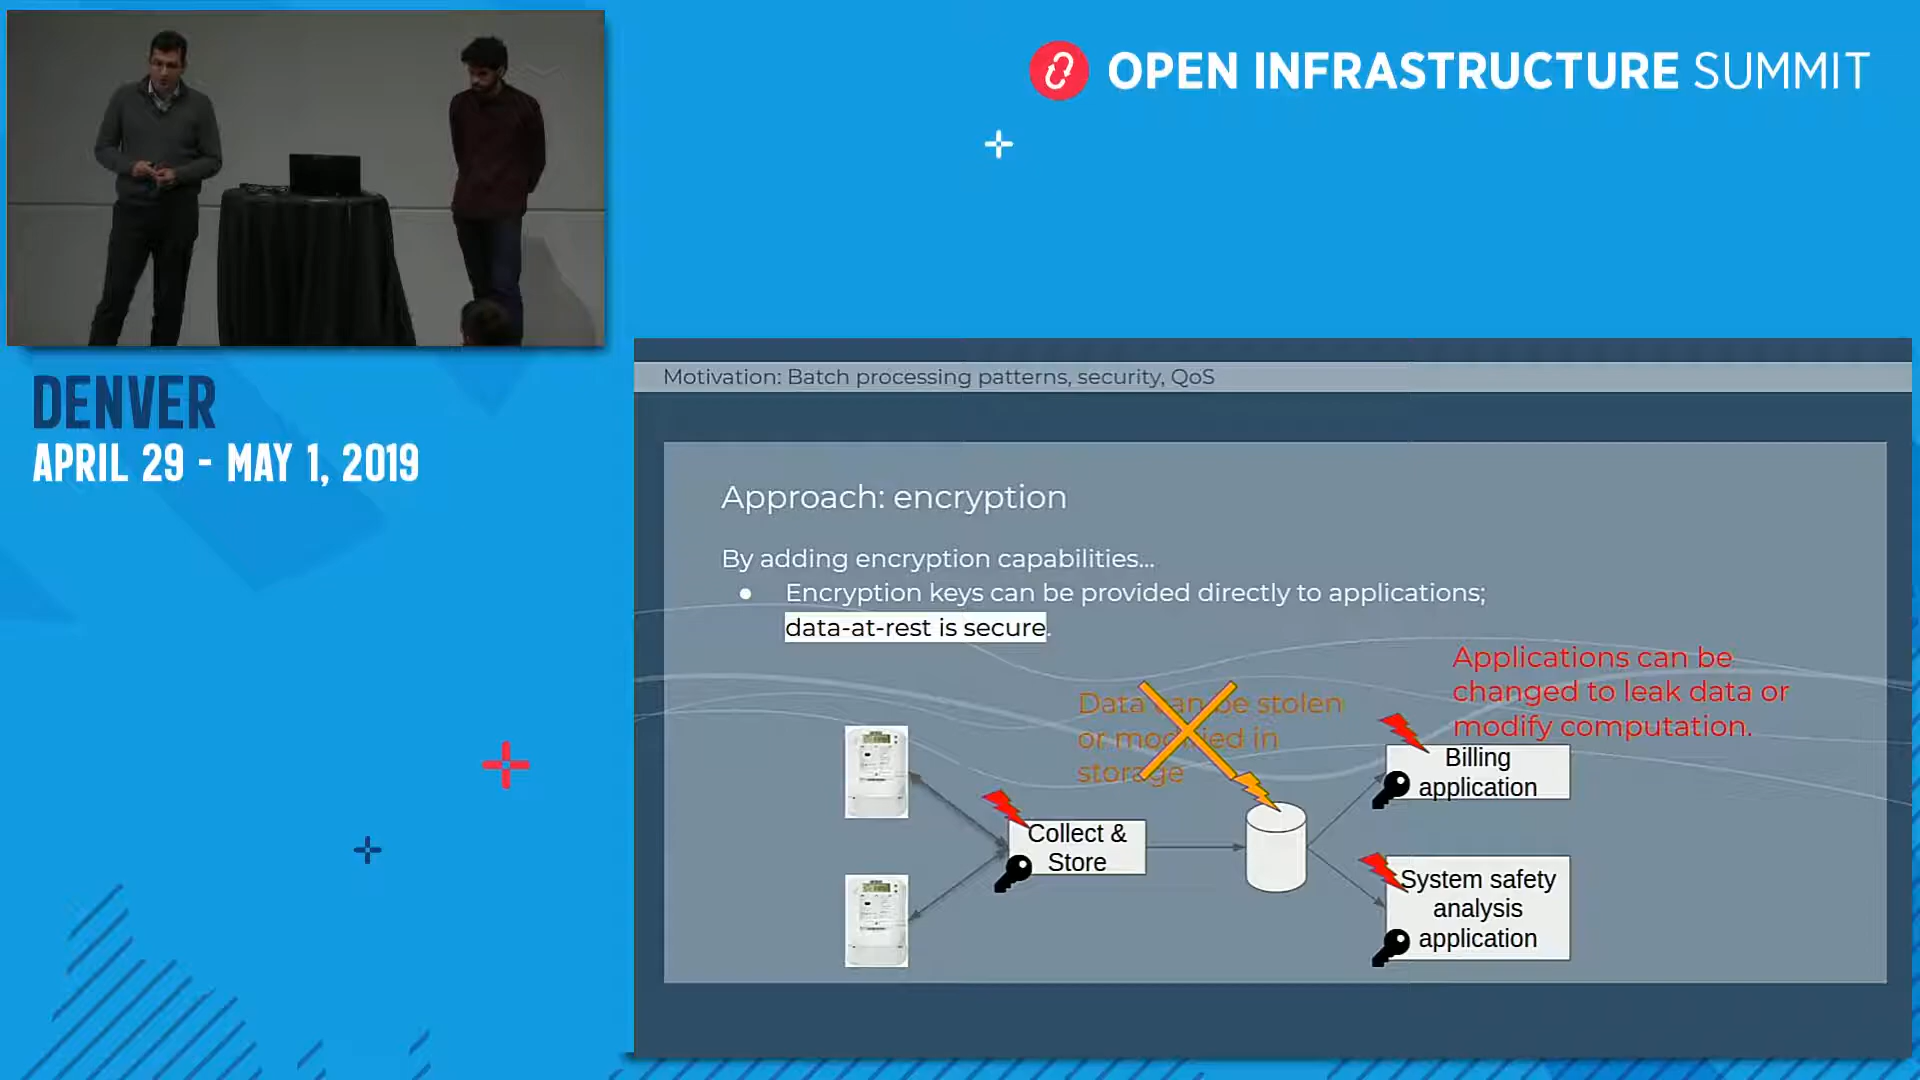 OPEN INFRASTRUCTURE SUMMIT
DENVER
APRIL 29 - MAY 1, 2019
Motivation: Batch processing patterns, security, QoS
Approach: encryption
By adding encryption capabilities...
● Encryption keys can be provided directly to applications;
data-at-rest is secure.
Applications can be
changed to leak data or
modify computation.
Data can be stolen
or modified in
storage
Billing
application
Collect &
Store
System safety
analysis
application